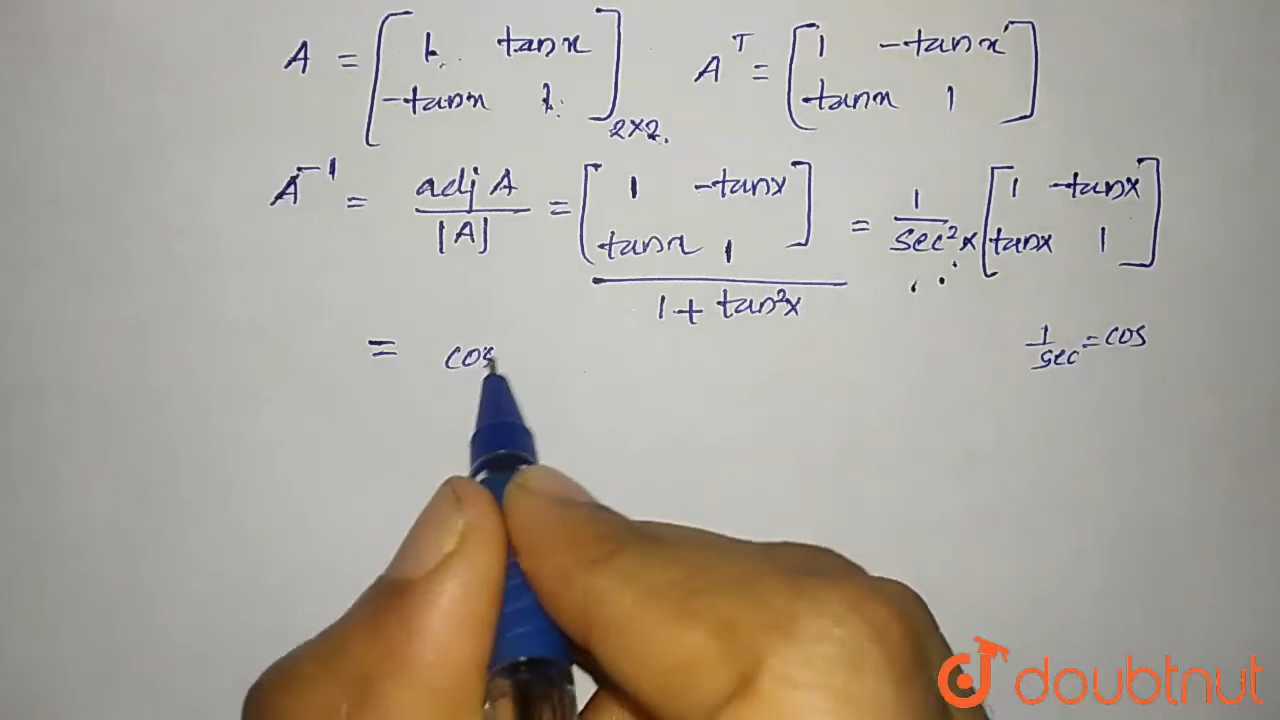 A = [1 tanx -tanx 1]2×2. A^T = [1 -tanx tanx 1]
A^-1 = adj A / |A| = [1 -tanx tanx 1] / 1 + tan²x = 1/sec²x [1 -tanx tanx 1]
= cos
1/sec = cos
doubtnut